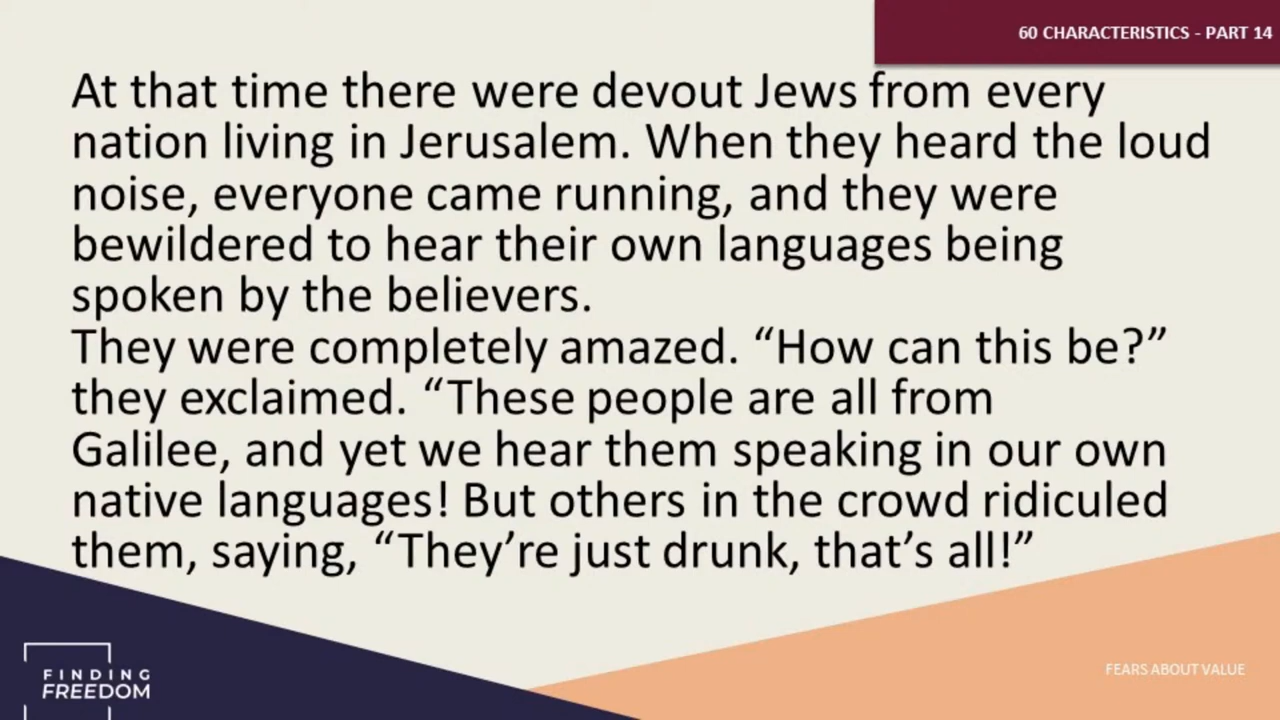 60 CHARACTERISTICS - PART 14
At that time there were devout Jews from every
nation living in Jerusalem. When they heard the loud
noise, everyone came running, and they were
bewildered to hear their own languages being
spoken by the believers.
They were completely amazed. “How can this be?”
they exclaimed. “These people are all from
Galilee, and yet we hear them speaking in our own
native languages! But others in the crowd ridiculed
them, saying, “They’re just drunk, that’s all!”
FINDING
FREEDOM
FEARS ABOUT VALUE